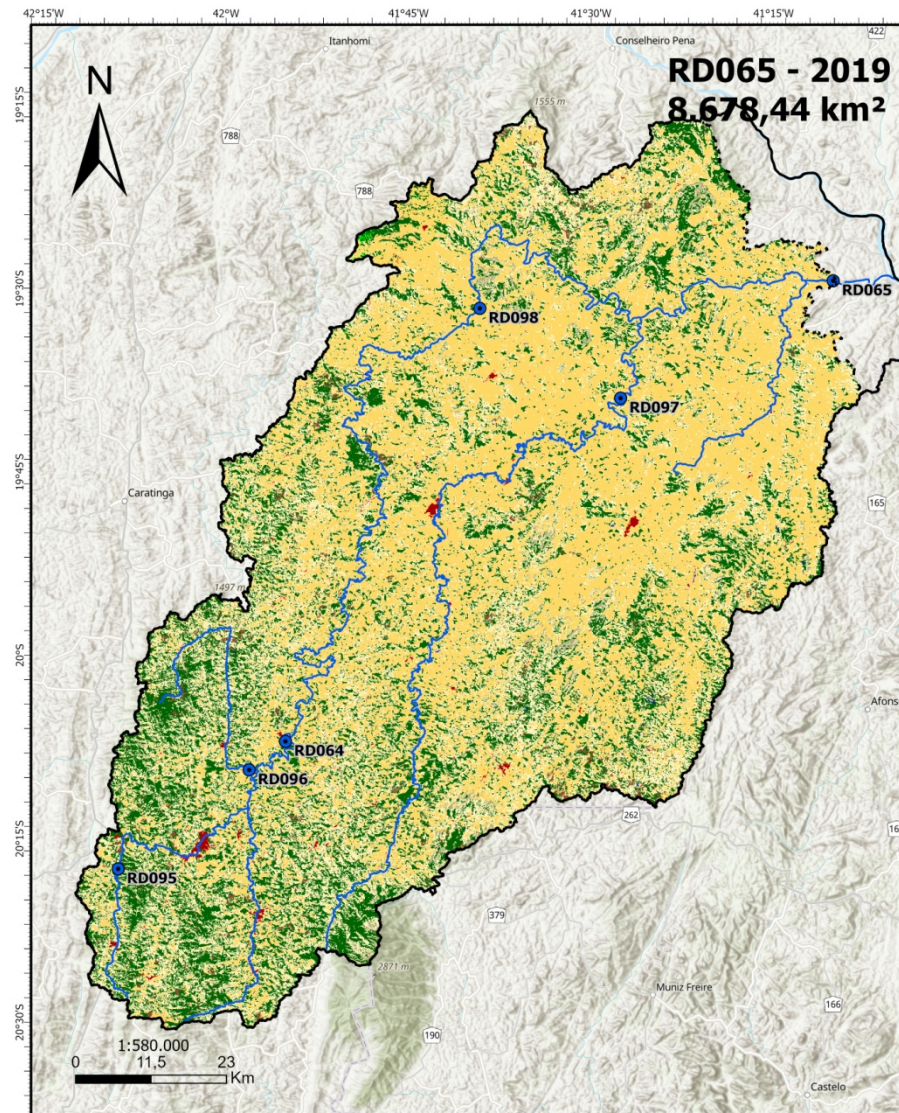 42°15'W
42°W
41°45'W
41°30'W
41°15'W
422
Itanhomi
Conselheiro Pena
RD065 - 2019
8.678,44 km²
N
19°15'S
1555 m
788
788
19°30'S
RD065
RD098
RD097
19°45'S
Caratinga
165
1497 m
20°S
Afons
RD064
RD096
262
16
20°15'S
RD095
379
2871 m
Muniz Freire
166
20°30'S
190
1:580.000
0
11,5
23
Km
Castelo